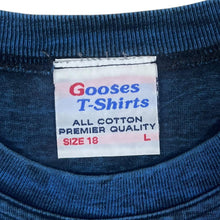 Gooses
T-Shirts
ALL COTTON
PREMIER QUALITY
SIZE 18 L